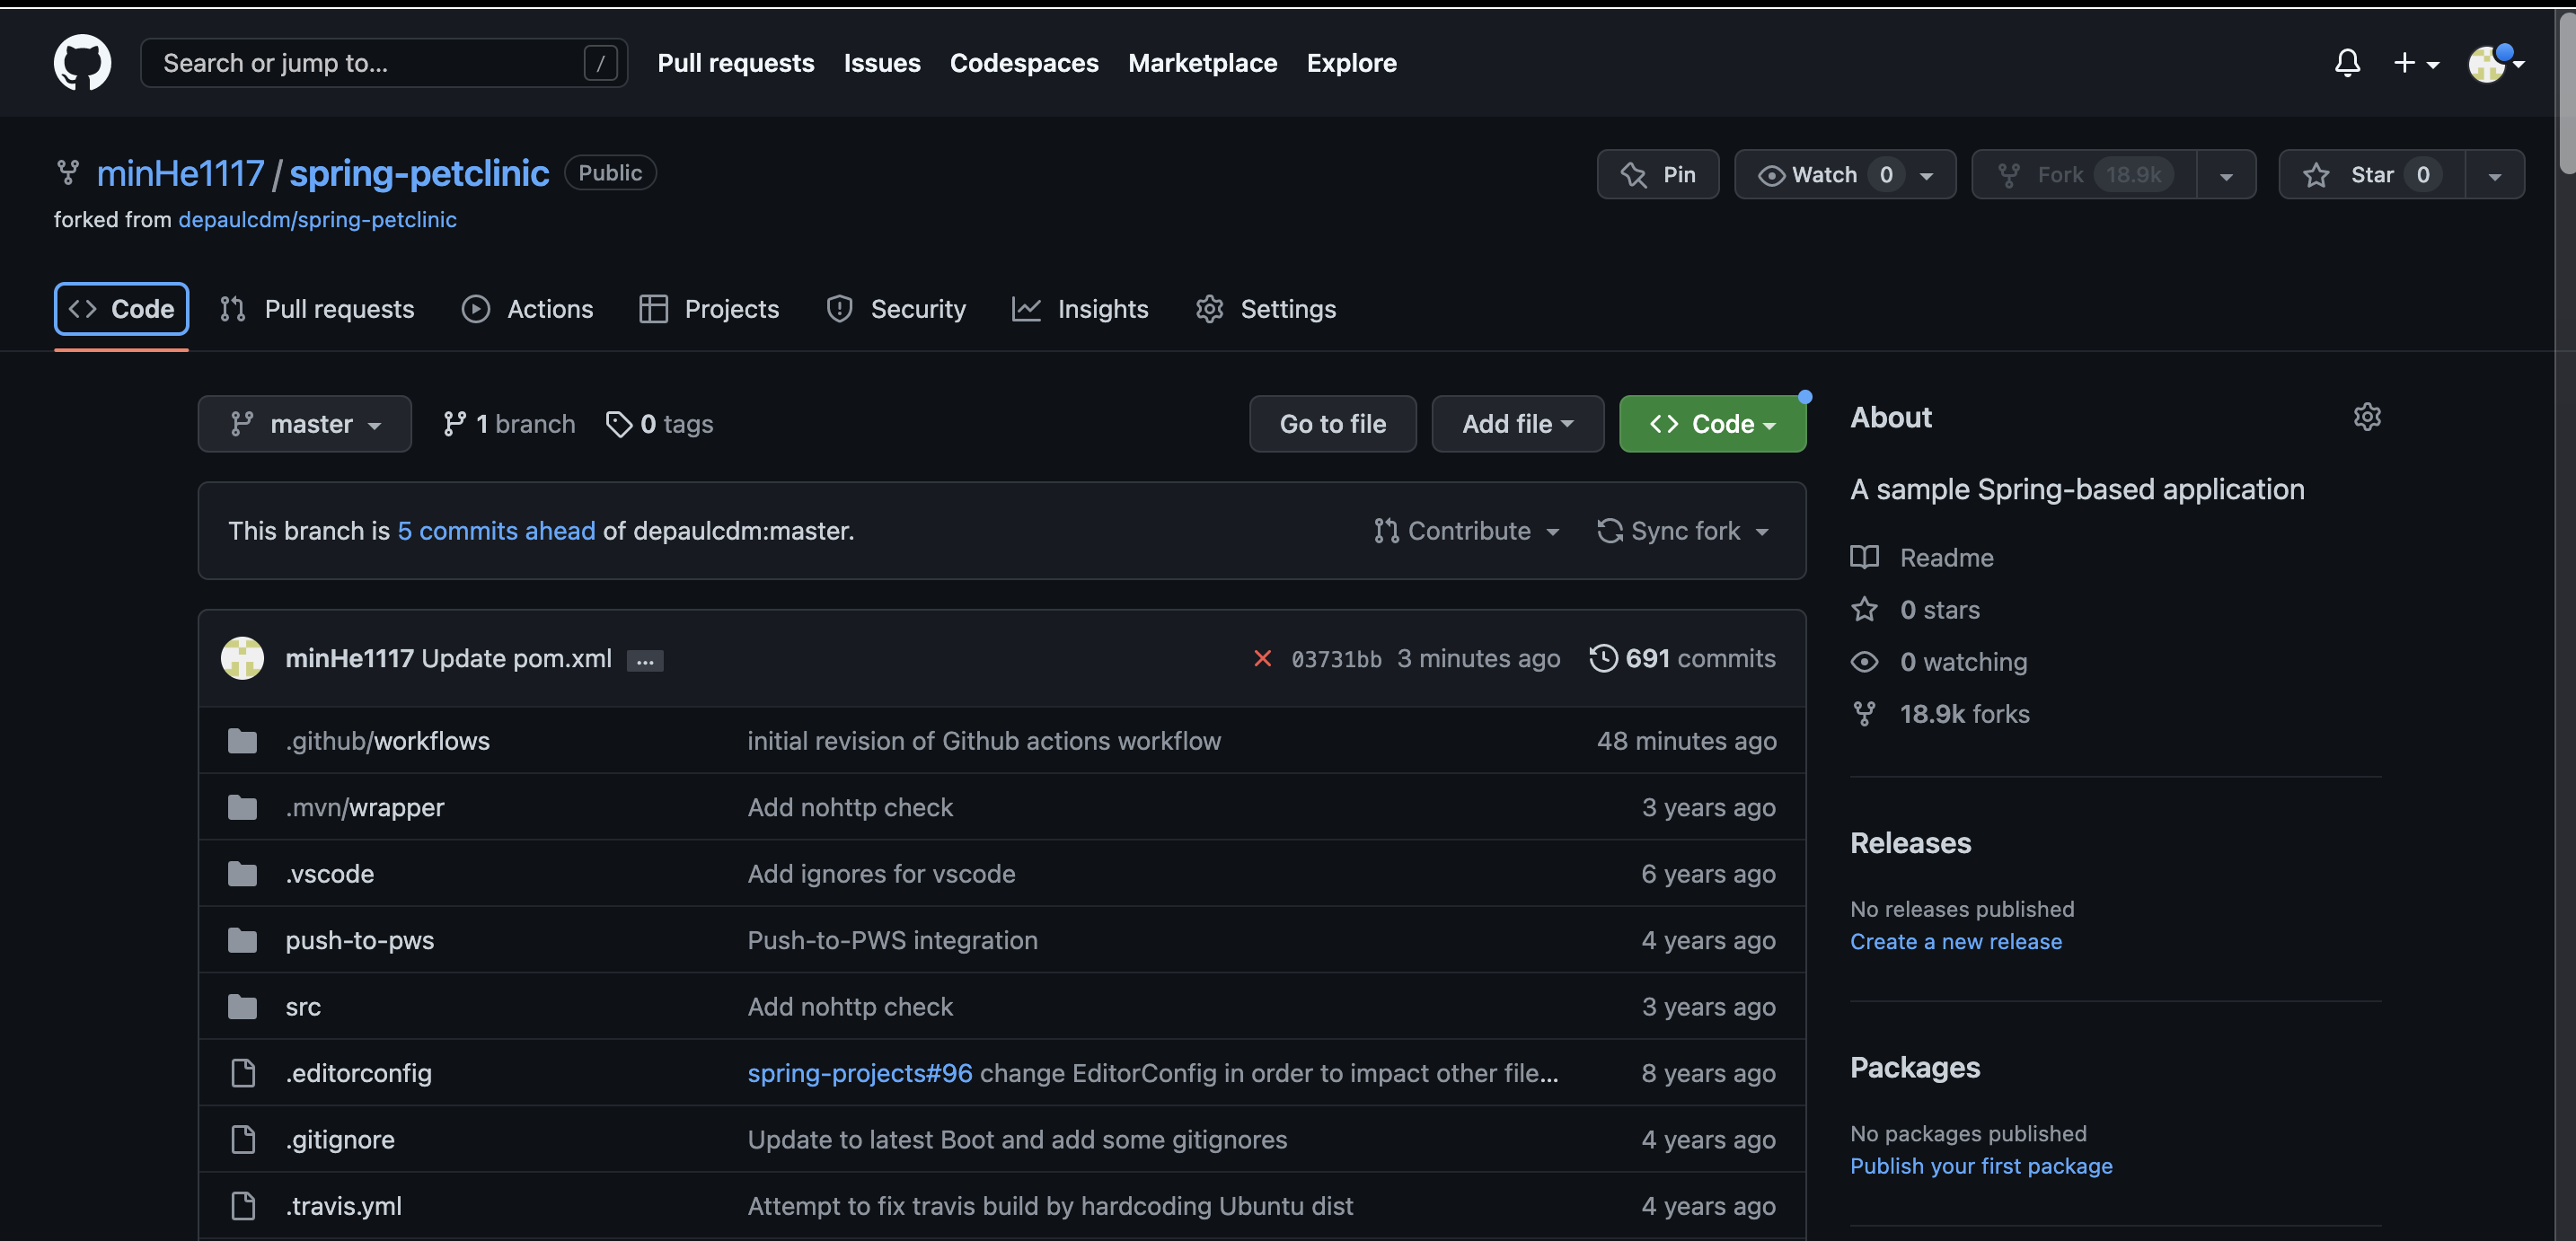 Search or jump to... / Pull requests Issues Codespaces Marketplace Explore
minHe1117 / spring-petclinic Public Pin Watch 0 Fork 18.9k Star 0
forked from depaulcdm/spring-petclinic
Code Pull requests Actions Projects Security Insights Settings
master 1 branch 0 tags Go to file Add file Code
This branch is 5 commits ahead of depaulcdm:master. Contribute Sync fork
minHe1117 Update pom.xml ... 03731bb 3 minutes ago 691 commits
.github/workflows initial revision of Github actions workflow 48 minutes ago
.mvn/wrapper Add nohttp check 3 years ago
.vscode Add ignores for vscode 6 years ago
push-to-pws Push-to-PWS integration 4 years ago
src Add nohttp check 3 years ago
.editorconfig spring-projects#96 change EditorConfig in order to impact other file... 8 years ago
.gitignore Update to latest Boot and add some gitignores 4 years ago
.travis.yml Attempt to fix travis build by hardcoding Ubuntu dist 4 years ago
About
A sample Spring-based application
Readme
0 stars
0 watching
18.9k forks
Releases
No releases published
Create a new release
Packages
No packages published
Publish your first package